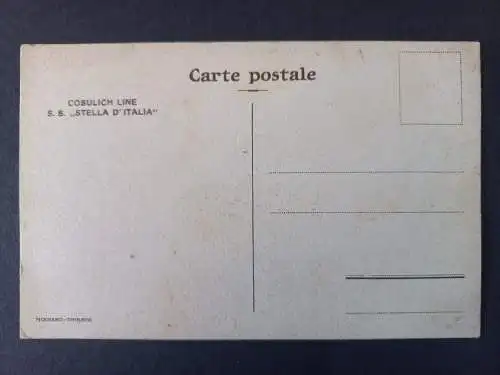 Carte postale
COSULICH LINE
S. S. „STELLA D'ITALIA"